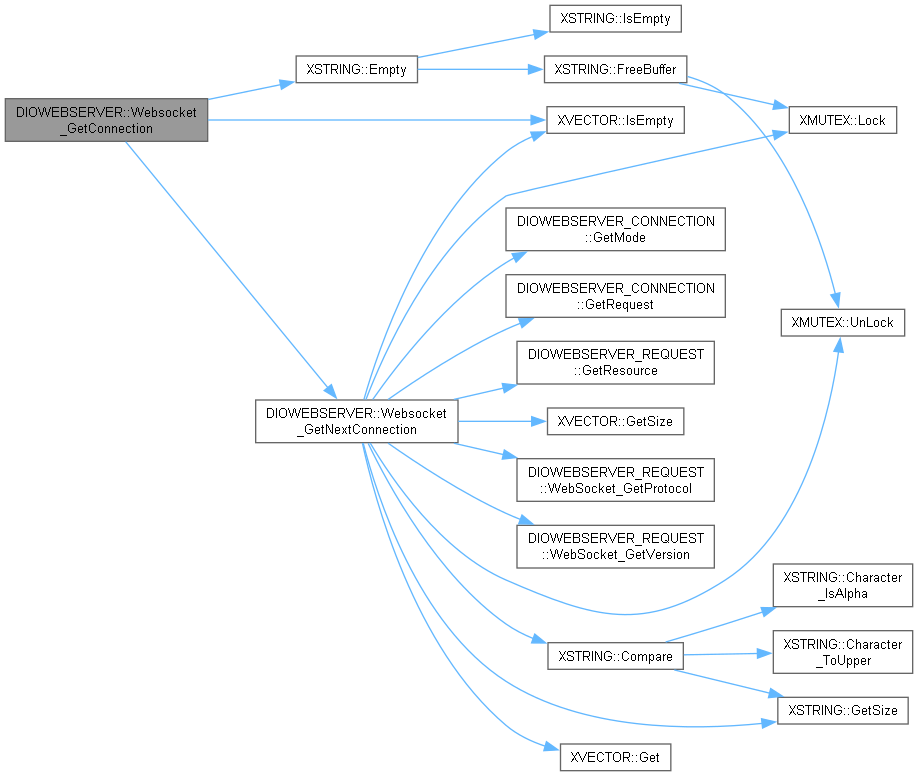 XSTRING::IsEmpty
XSTRING::Empty
XSTRING::FreeBuffer
DIOWEBSERVER::Websocket
_GetConnection
XVECTOR::IsEmpty
XMUTEX::Lock
DIOWEBSERVER_CONNECTION
::GetMode
DIOWEBSERVER_CONNECTION
::GetRequest
XMUTEX::UnLock
DIOWEBSERVER_REQUEST
::GetResource
DIOWEBSERVER::Websocket
_GetNextConnection
XVECTOR::GetSize
DIOWEBSERVER_REQUEST
::WebSocket_GetProtocol
DIOWEBSERVER_REQUEST
::WebSocket_GetVersion
XSTRING::Character
_IsAlpha
XSTRING::Compare
XSTRING::Character
_ToUpper
XSTRING::GetSize
XVECTOR::Get